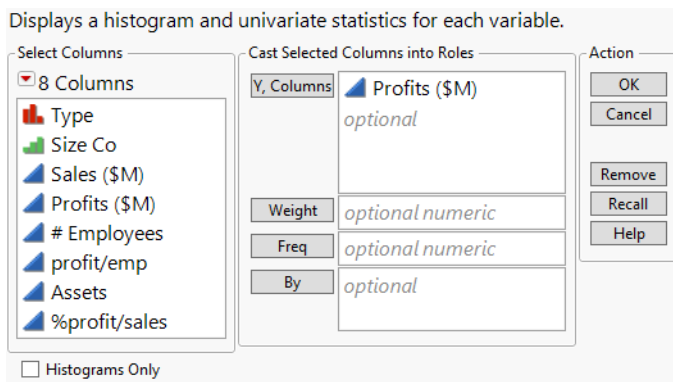 Displays a histogram and univariate statistics for each variable.
Select Columns
8 Columns
Type
Size Co
Sales ($M)
Profits ($M)
# Employees
profit/emp
Assets
%profit/sales
Histograms Only
Cast Selected Columns into Roles
Y, Columns
Profits ($M)
optional
Weight
optional numeric
Freq
optional numeric
By
optional
Action
OK
Cancel
Remove
Recall
Help